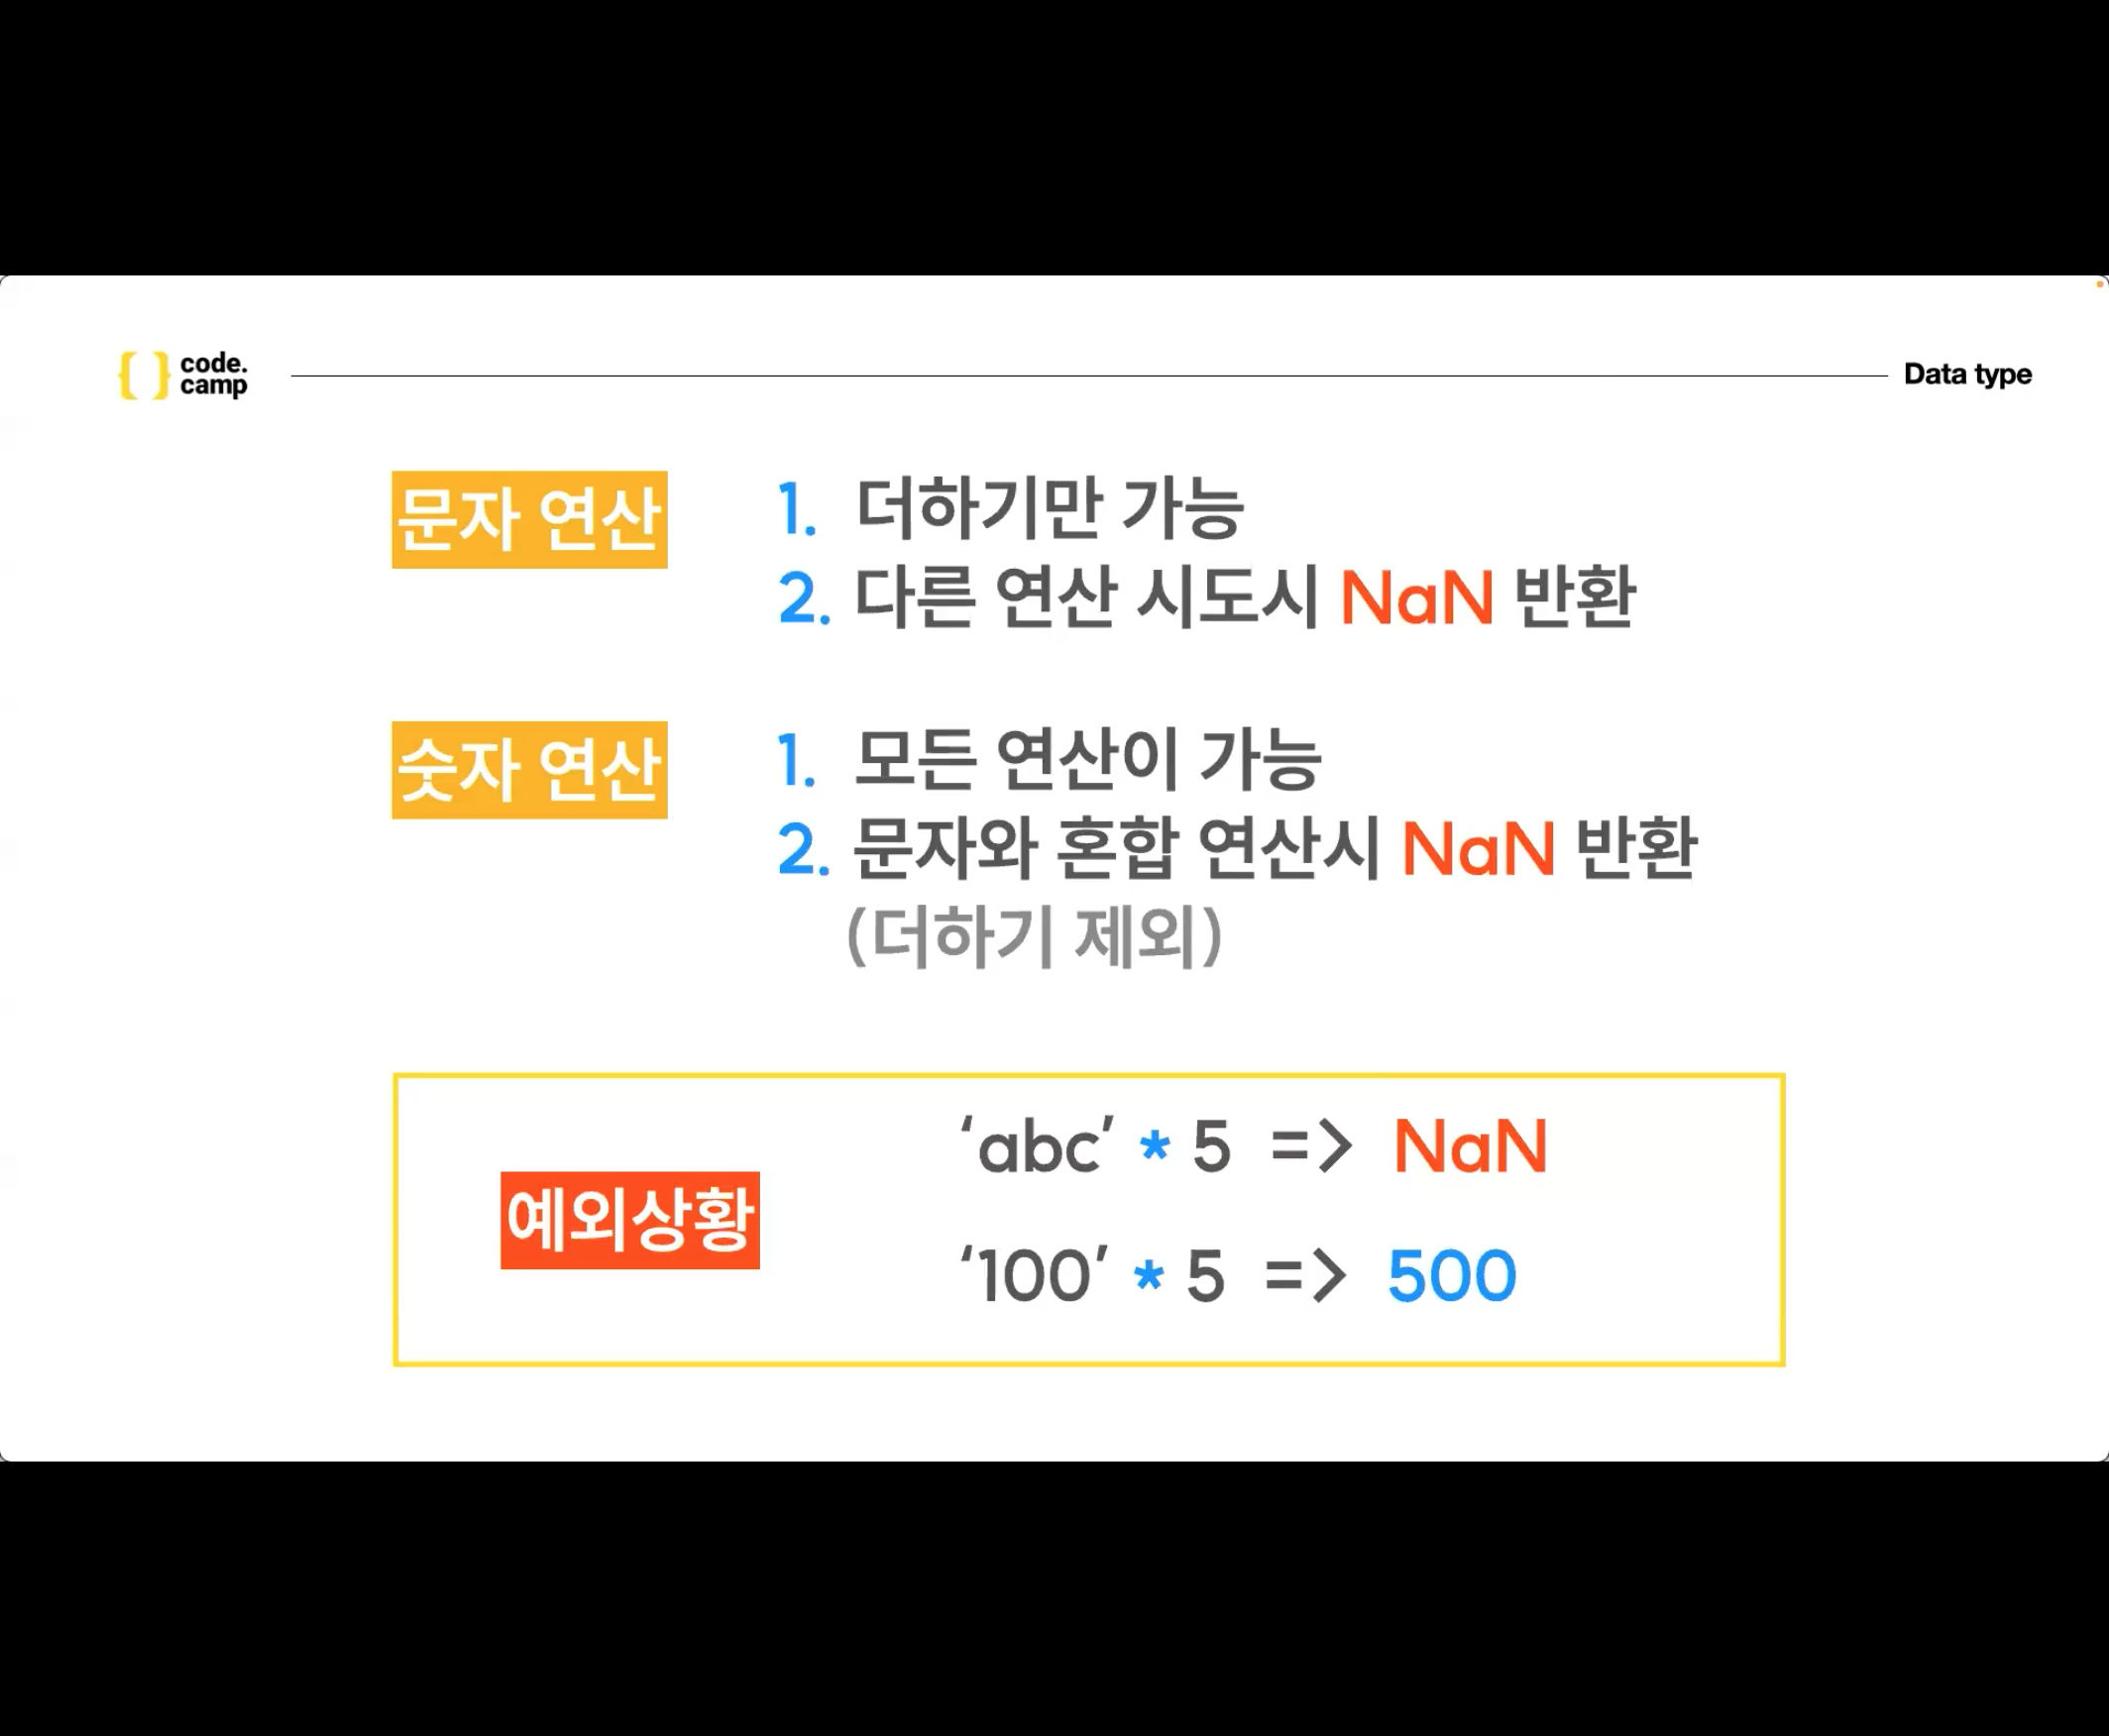 code.
camp
Data type
문자 연산
1. 더하기만 가능
2. 다른 연산 시도시 NaN 반환
숫자 연산
1. 모든 연산이 가능
2. 문자와 혼합 연산시 NaN 반환
(더하기 제외)
예외상황
‘abc’ * 5 => NaN
‘100’ * 5 => 500